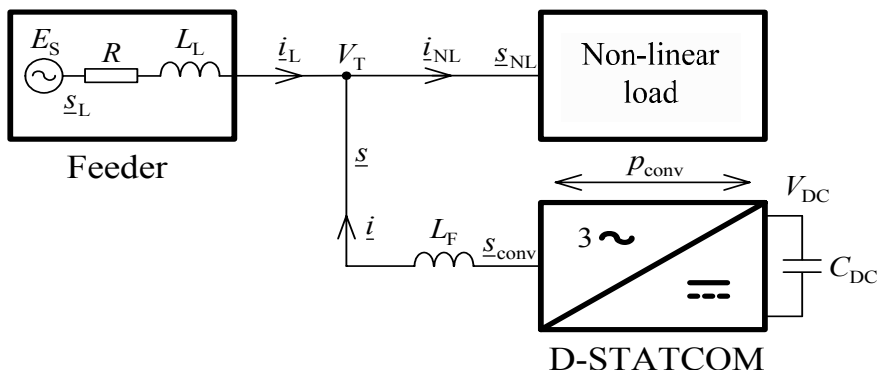 E_S
R
L_L
i_L
V_T
i_NL
s_NL
Non-linear
load
s_L
Feeder
s
p_conv
V_DC
i
L_F
s_conv
3 ~
C_DC
D-STATCOM